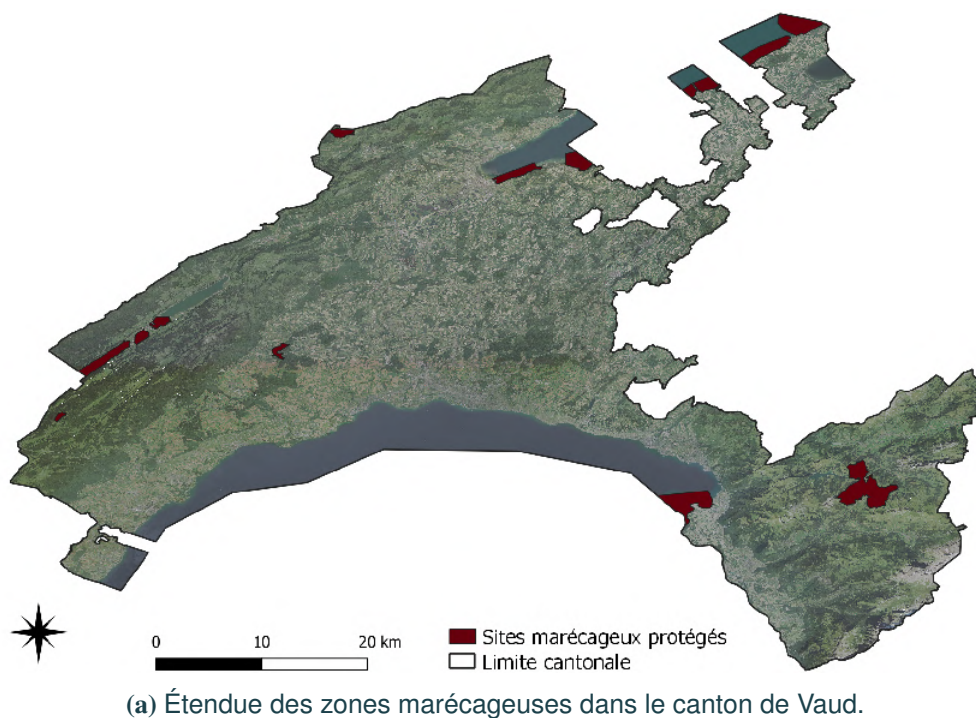 0 10 20 km
Sites marécageux protégés
Limite cantonale
(a) Étendue des zones marécageuses dans le canton de Vaud.